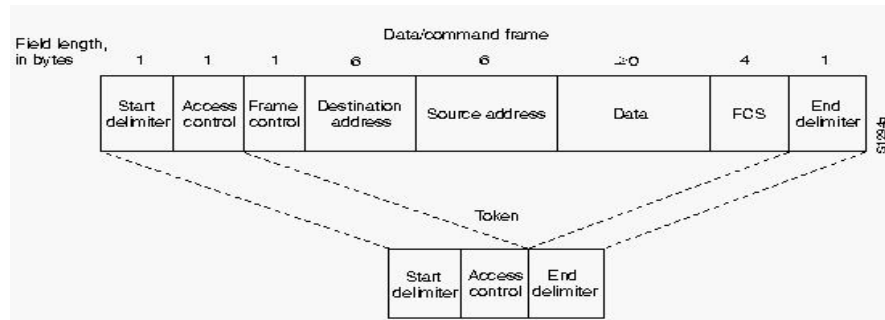 Data/command frame
Field length,
in bytes
1 1 1 6 6 ≥0 4 1
Start
delimiter
Access
control
Frame
control
Destination
address
Source address
Data
FCS
End
delimiter
Token
Start
delimiter
Access
control
End
delimiter